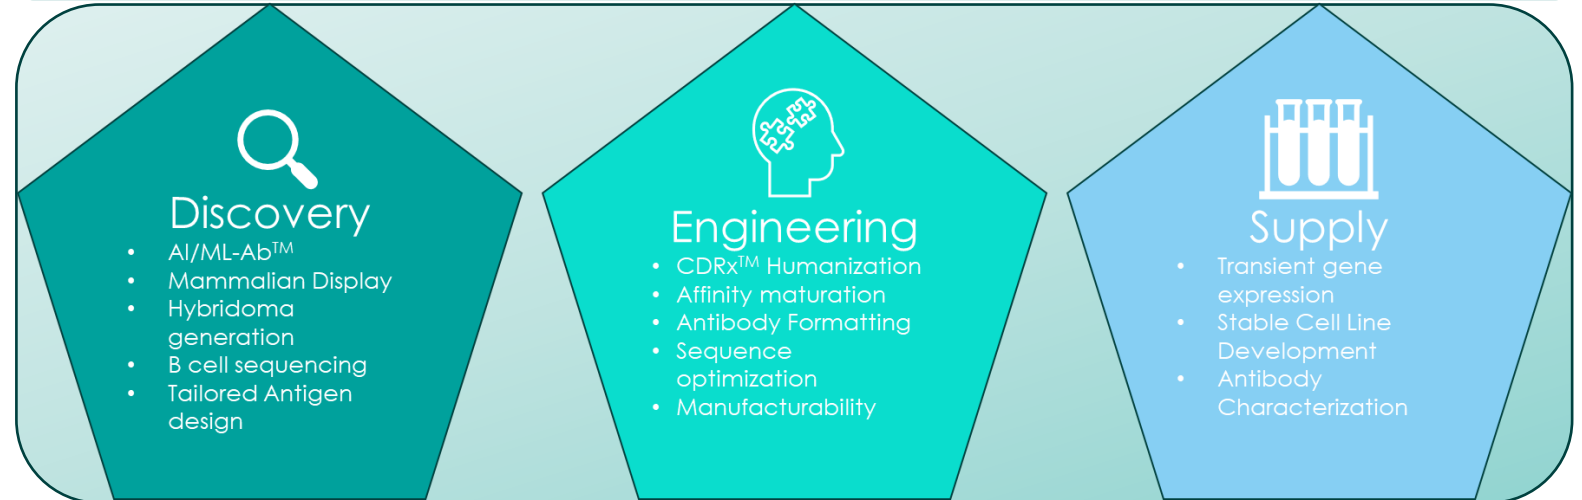 Discovery
• AI/ML-Ab™
• Mammalian Display
• Hybridoma
generation
• B cell sequencing
• Tailored Antigen
design
Engineering
• CDRx™ Humanization
• Affinity maturation
• Antibody Formatting
• Sequence
optimization
• Manufacturability
Supply
• Transient gene
expression
• Stable Cell Line
Development
• Antibody
Characterization